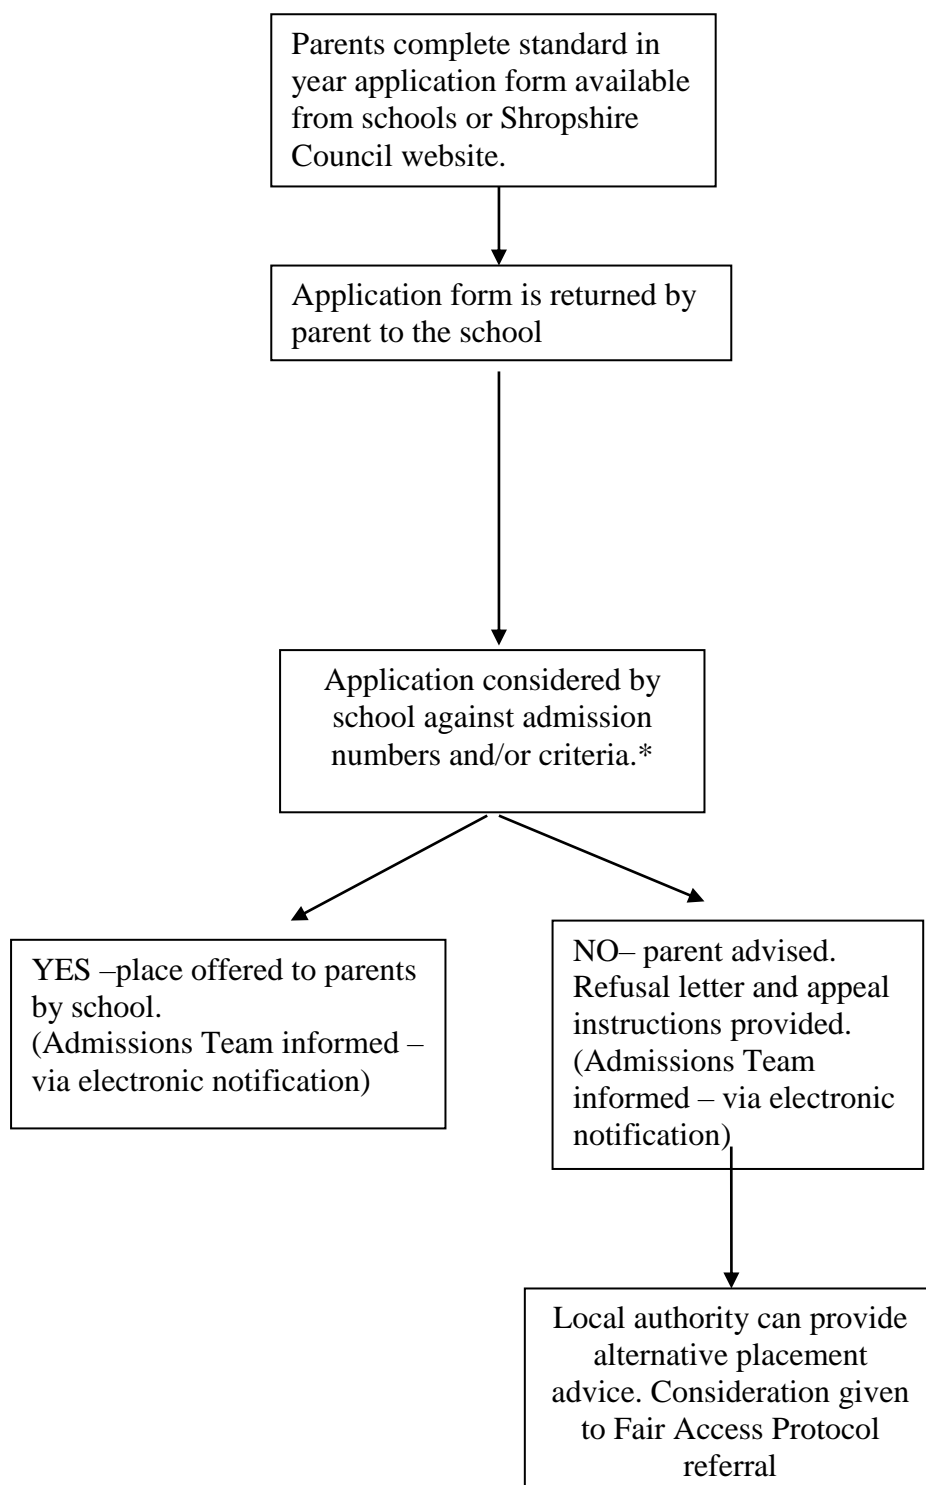 Parents complete standard in
year application form available
from schools or Shropshire
Council website.
Application form is returned by
parent to the school
Application considered by
school against admission
numbers and/or criteria.*
YES –place offered to parents
by school.
(Admissions Team informed –
via electronic notification)
NO– parent advised.
Refusal letter and appeal
instructions provided.
(Admissions Team
informed – via electronic
notification)
Local authority can provide
alternative placement
advice. Consideration given
to Fair Access Protocol
referral